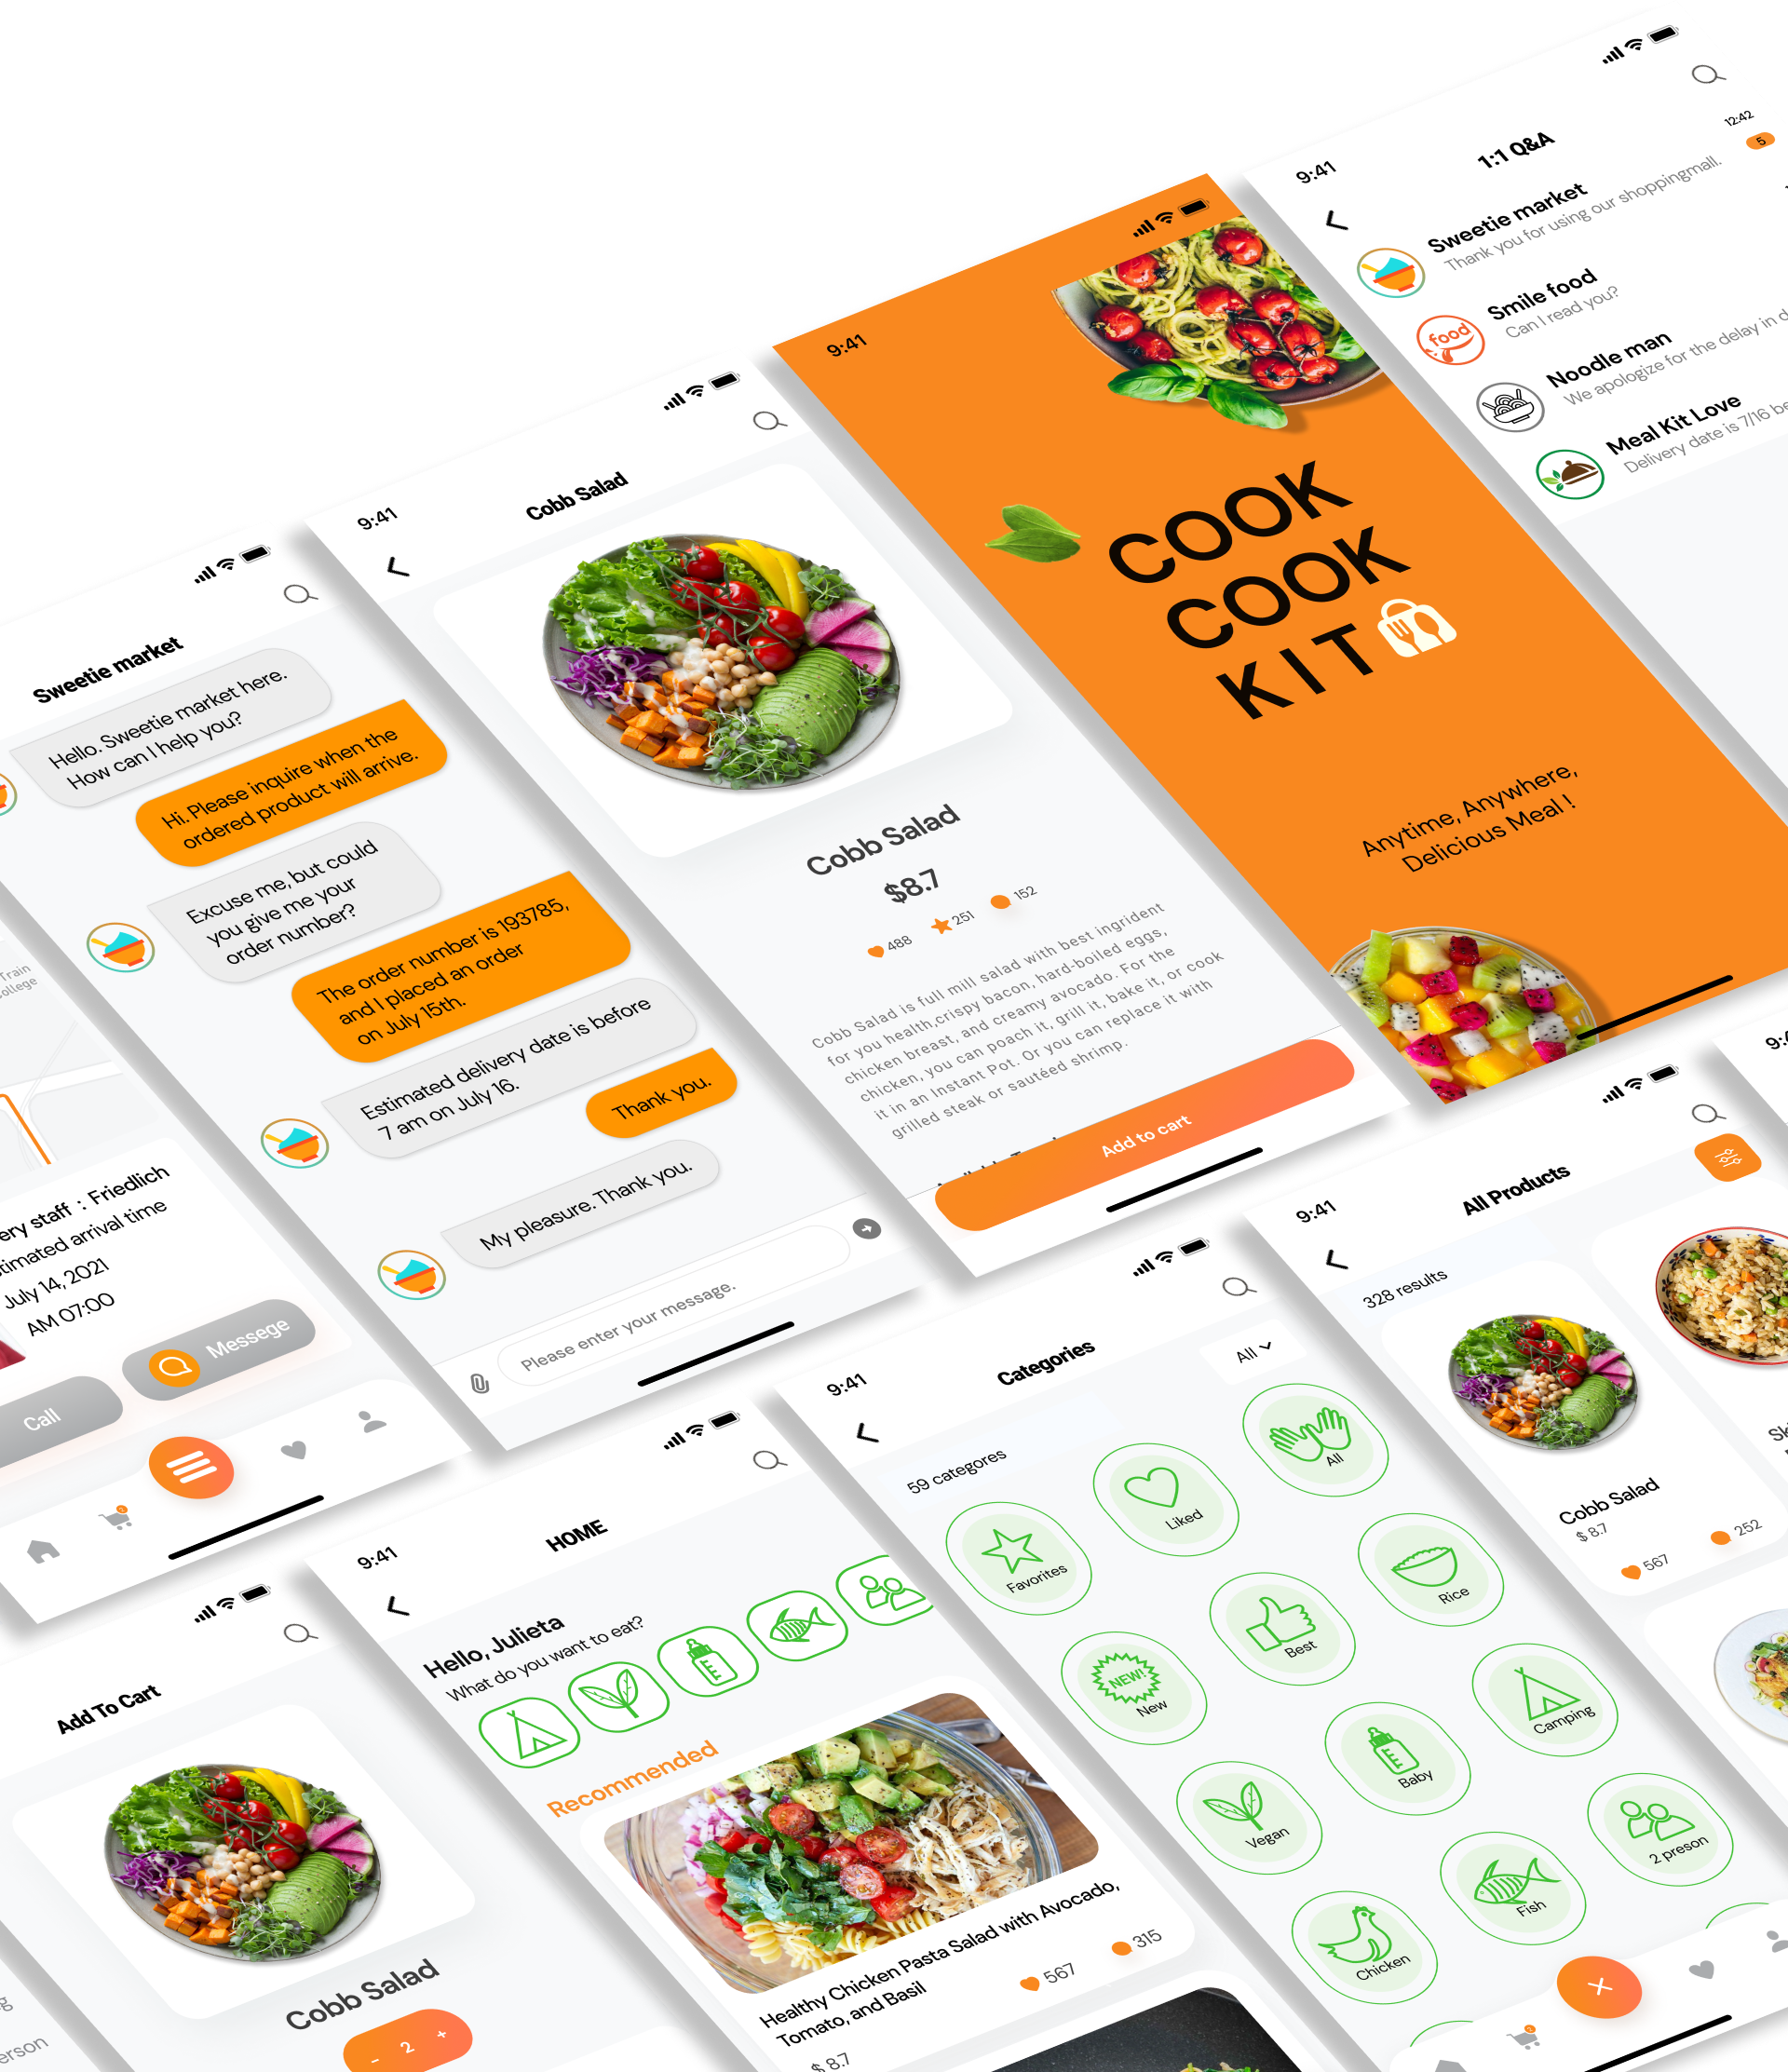 9:41
1:1 Q&A
Sweetie market
Thank you for using our shoppingmall.
12:42
5
Smile food
Can I read you?
food
Noodle man
We apologize for the delay in
Meal Kit Love
Delivery date is 7/16
9:41
COOK
COOK
KIT
Anytime, Anywhere,
Delicious Meal !
9:41
Cobb Salad
Cobb Salad
$8.7
488
251
152
Cobb Salad is full mill salad with best ingrident
for you health,crispy bacon, hard-boiled eggs,
chicken breast, and creamy avocado. For the
chicken, you can poach it, grill it, bake it, or cook
it in an Instant Pot. Or you can replace it with
grilled steak or sautéed shrimp.
Add to cart
Sweetie market
Hello. Sweetie market here.
How can I help you?
Hi. Please inquire when the
ordered product will arrive.
Excuse me, but could
you give me your
order number?
The order number is 193785,
and I placed an order
on July 15th.
Estimated delivery date is before
7 am on July 16.
Thank you.
My pleasure. Thank you.
Please enter your message.
Train
staff : Friedlich
arrival time
July 14, 2021
AM 07:00
Call
Messege
9:41
All Products
328 results
Cobb Salad
$ 8.7
567
252
9:41
Categories
All
59 categores
Favorites
Liked
All
NEW!
New
Best
Rice
Vegan
Baby
Camping
Chicken
Fish
2 preson
9:41
HOME
Hello, Julieta
What do you want to eat?
Recommended
Healthy Chicken Pasta Salad with Avocado,
Tomato, and Basil
567
315
$ 8.7
Add To Cart
Cobb Salad
- 2 +